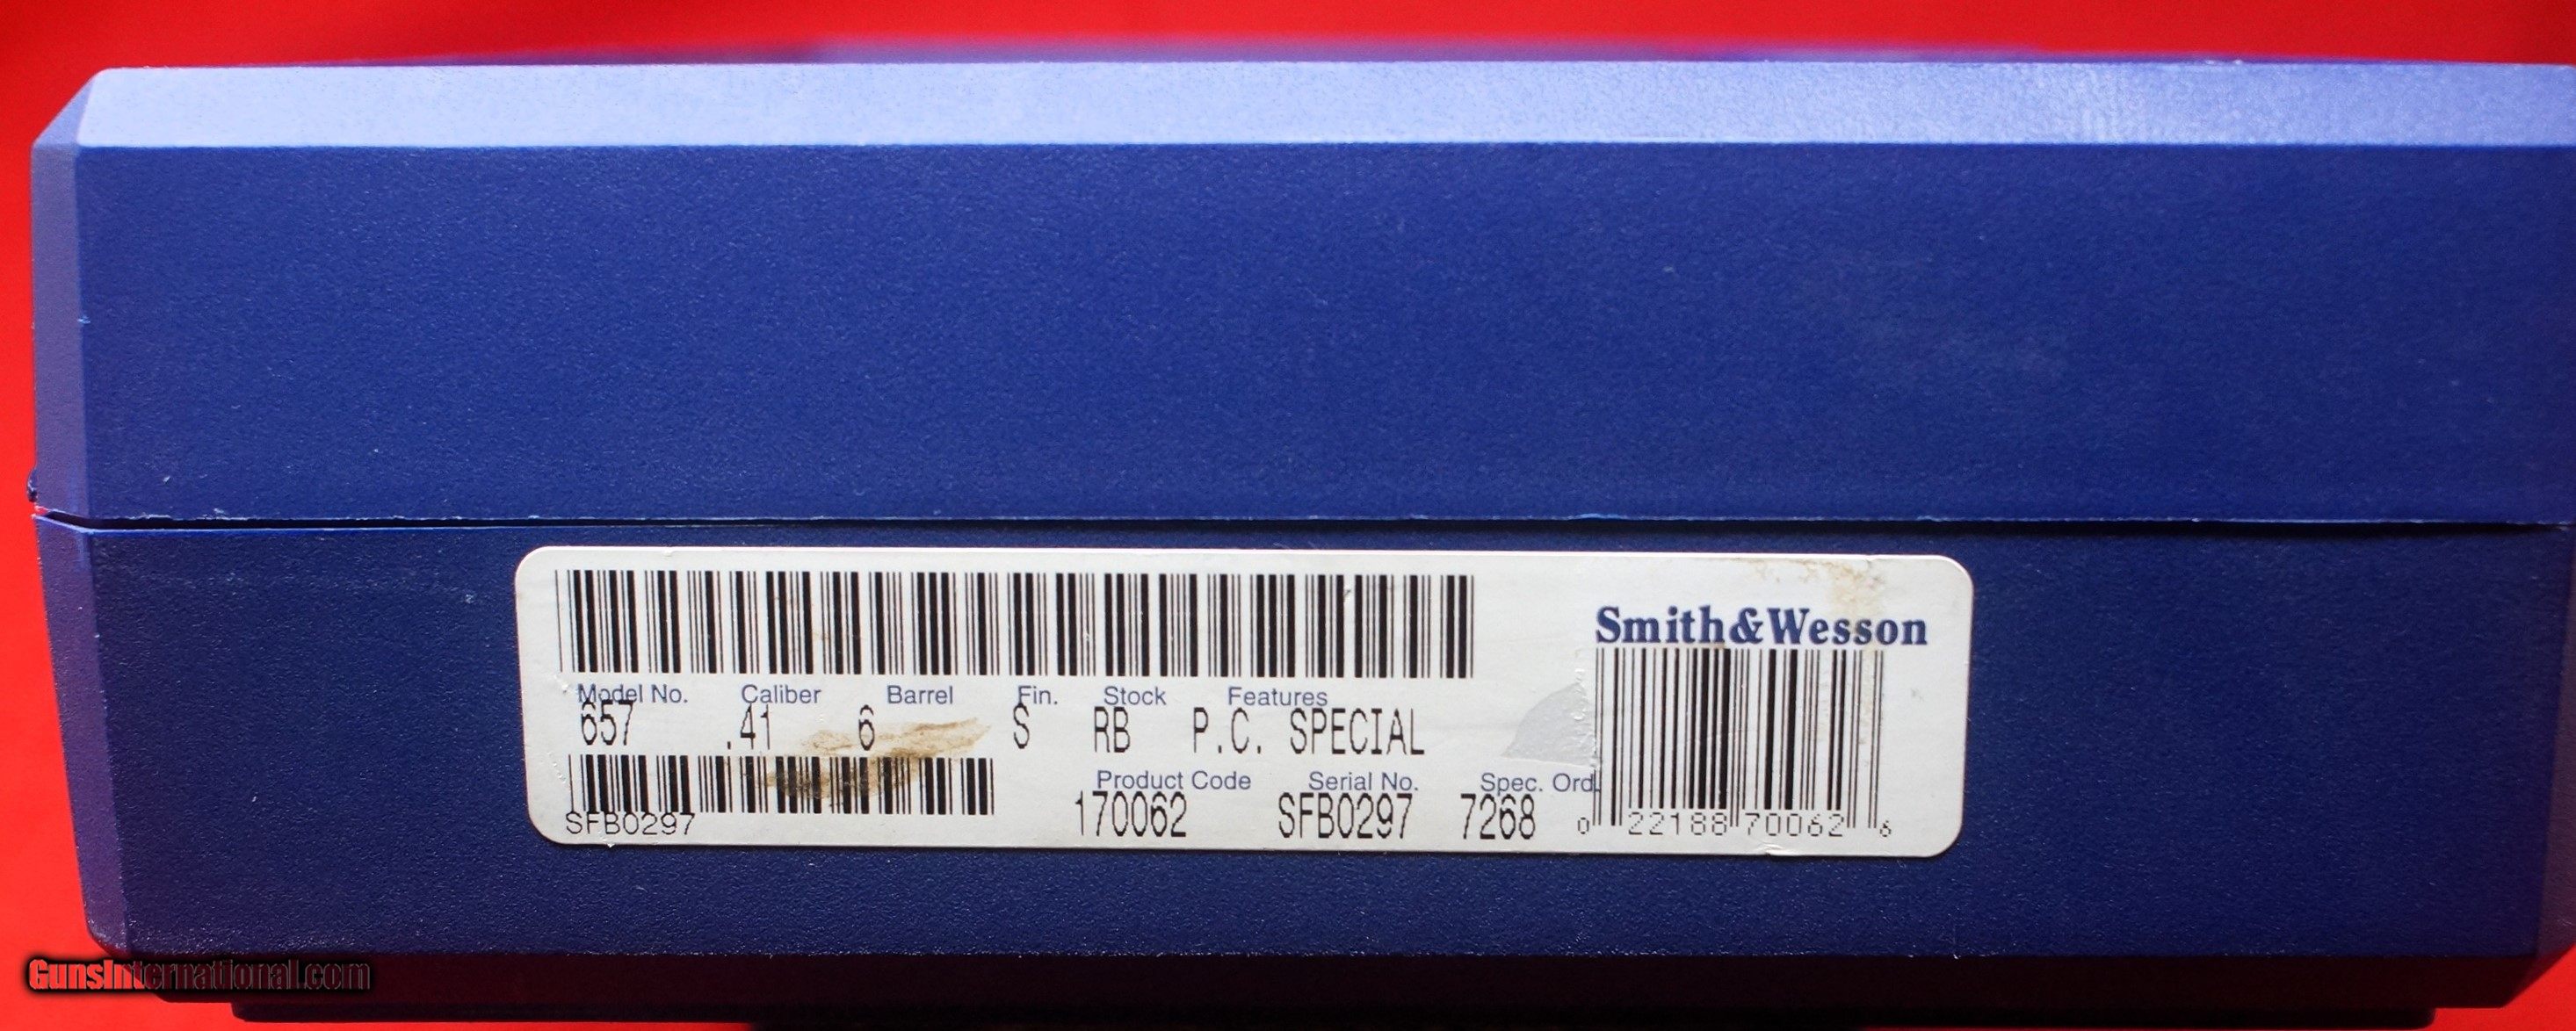 Smith&Wesson
Model No. Caliber Barrel Fin. Stock Features
657 .41 6 S RB P.C. SPECIAL
Product Code Serial No. Spec. Ord.
SFB0297 170062 SFB0297 7268
0 22188 70062 6
GunsInternational.com